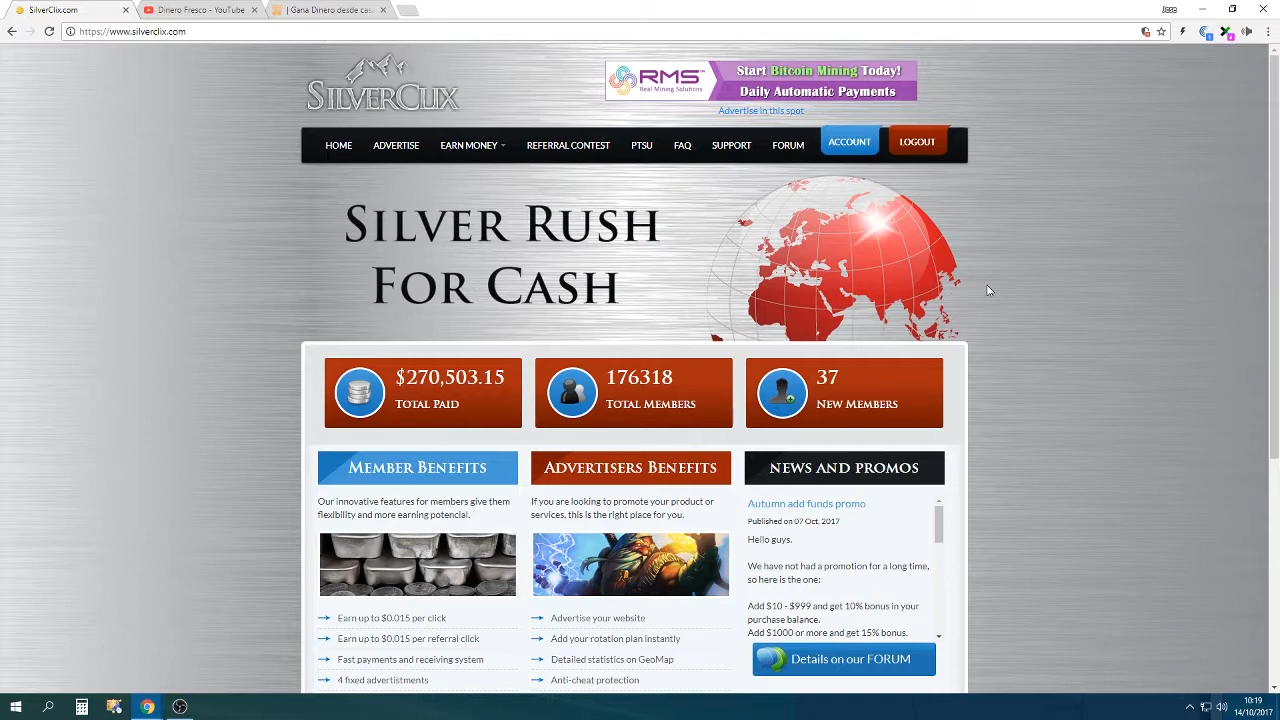 SilverClix.com
Dinero Fresco - YouTube
| Gana Dinero desde cas
https://www.silverclix.com
SILVERCLIX
RMS
REAL MINING SOLUTIONS
Start Bitcoin Mining Today!
Daily Automatic Payments
Advertise in this spot
HOME
ADVERTISE
EARN MONEY
REFERRAL CONTEST
PTSU
FAQ
SUPPORT
FORUM
ACCOUNT
LOGOUT
SILVER RUSH
FOR CASH
$270,503.15
TOTAL PAID
176318
TOTAL MEMBERS
37
NEW MEMBERS
MEMBER BENEFITS
Our innovative features for members give them
flexibility and more earning potencial.
Earn up to $0.015 per click
Earn up to $0.015 per referral click
Fast payments and receiving system
4 fixed advertistments
ADVERTISERS BENEFITS
If you are looking to promote your product or
services, this is the right place for you.
Advertise your website
Add your rotation plan instantly
Detailed statistics on GeoMap
Anti-cheat protection
NEWS AND PROMOS
Autumn add funds promo
Published on 07 Oct, 2017
Hello guys.
We have not had a promotion for a long time,
so here is the one:
Add $10 - $999 and get 10% bonus in your
purchase balance.
Add $1000 or more and get 15% bonus.
Details on our FORUM
10:19
14/10/2017